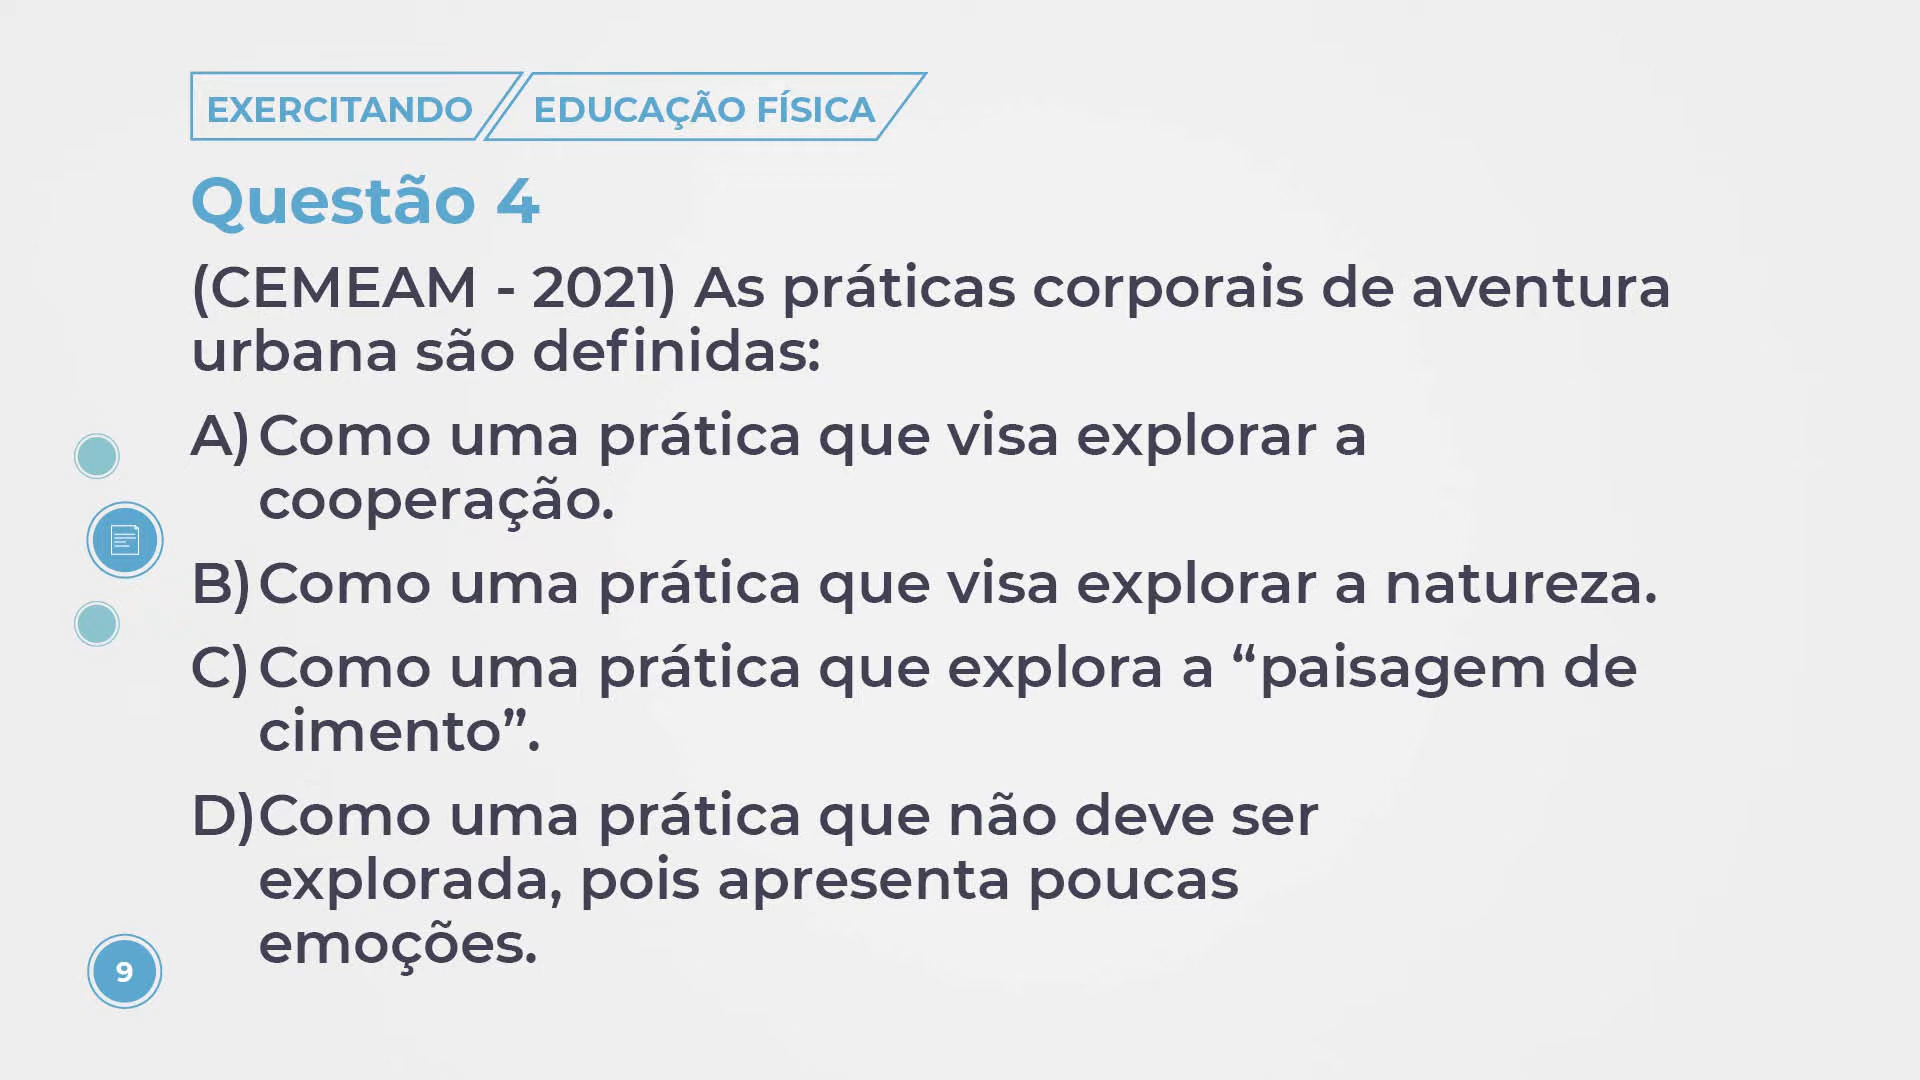 EXERCITANDO EDUCAÇÃO FÍSICA
Questão 4
(CEMEAM - 2021) As práticas corporais de aventura
urbana são definidas:
A) Como uma prática que visa explorar a
cooperação.
B) Como uma prática que visa explorar a natureza.
C) Como uma prática que explora a “paisagem de
cimento”.
D) Como uma prática que não deve ser
explorada, pois apresenta poucas
emoções.
9